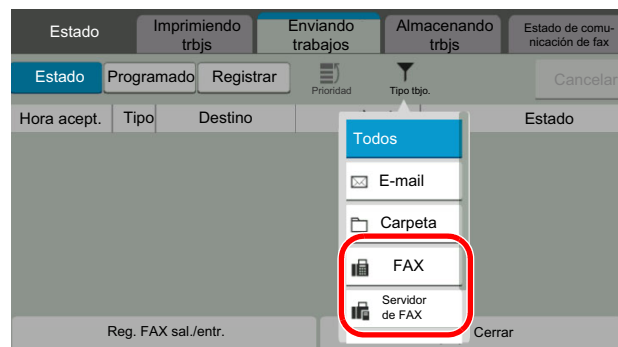 Estado
Imprimiendo
trbjs
Enviando
trabajos
Almacenando
trbjs
Estado de comu-
nicación de fax
Estado Programado Registrar Prioridad Tipo tbjo. Cancelar
Hora acept. Tipo Destino Estado
Todos
E-mail
Carpeta
FAX
Servidor
de FAX
Reg. FAX sal./entr. Cerrar